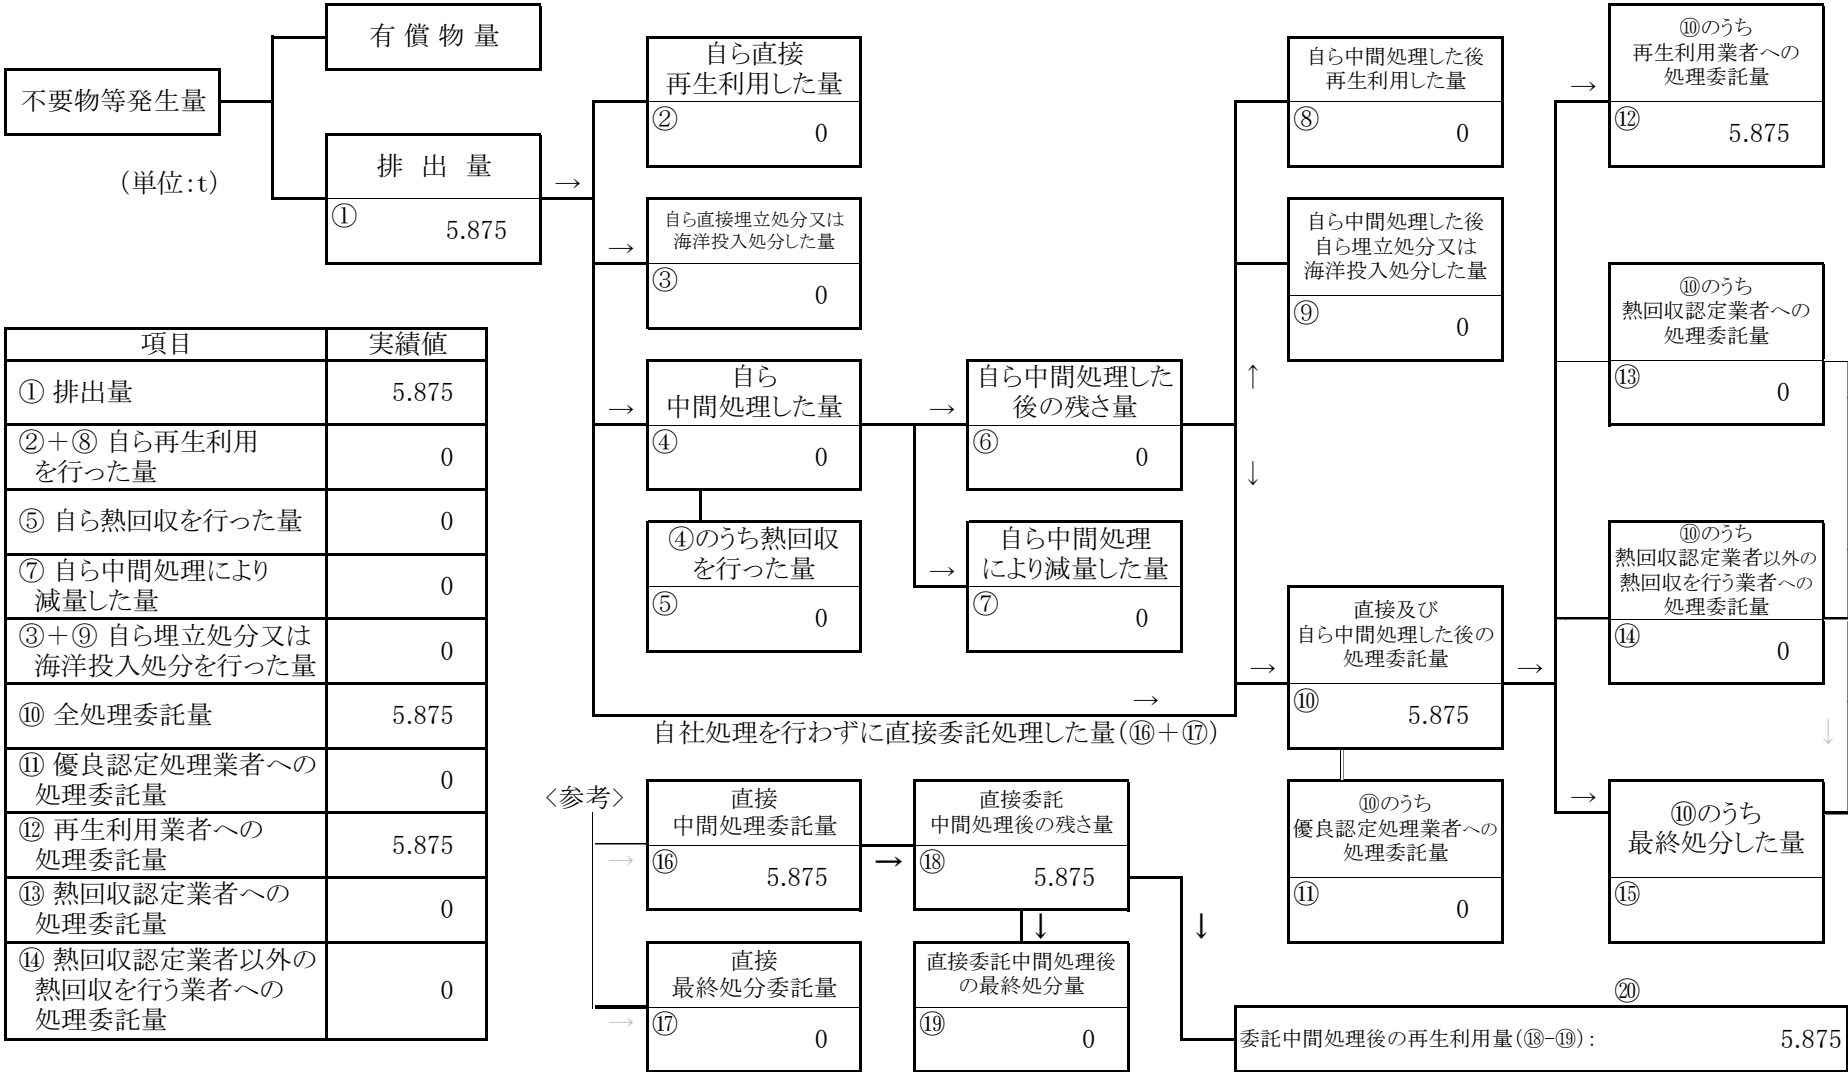 有 償 物 量
不要物等発生量
(単位:t)
排 出 量
① 5.875
自ら直接
再生利用した量
② 0
自ら直接埋立処分又は
海洋投入処分した量
③ 0
自ら
中間処理した量
④ 0
④のうち熱回収
を行った量
⑤ 0
自ら中間処理した
後の残さ量
⑥ 0
自ら中間処理
により減量した量
⑦ 0
自ら中間処理した後
再生利用した量
⑧ 0
自ら中間処理した後
自ら埋立処分又は
海洋投入処分した量
⑨ 0
直接及び
自ら中間処理した後の
処理委託量
⑩ 5.875
⑩のうち
優良認定処理業者への
処理委託量
⑪ 0
⑩のうち
再生利用業者への
処理委託量
⑫ 5.875
⑩のうち
熱回収認定業者への
処理委託量
⑬ 0
⑩のうち
熱回収認定業者以外の
熱回収を行う業者への
処理委託量
⑭ 0
⑩のうち
最終処分した量
⑮
自社処理を行わずに直接委託処理した量(⑯+⑰)
〈参考〉
直接
中間処理委託量
⑯ 5.875
直接
最終処分委託量
⑰ 0
直接委託
中間処理後の残さ量
⑱ 5.875
直接委託中間処理後
の最終処分量
⑲ 0
⑳
委託中間処理後の再生利用量(⑱-⑲): 5.875
項目 実績値
① 排出量 5.875
②+⑧ 自ら再生利用
を行った量 0
⑤ 自ら熱回収を行った量 0
⑦ 自ら中間処理により
減量した量 0
③+⑨ 自ら埋立処分又は
海洋投入処分を行った量 0
⑩ 全処理委託量 5.875
⑪ 優良認定処理業者への
処理委託量 0
⑫ 再生利用業者への
処理委託量 5.875
⑬ 熱回収認定業者への
処理委託量 0
⑭ 熱回収認定業者以外の
熱回収を行う業者への
処理委託量 0